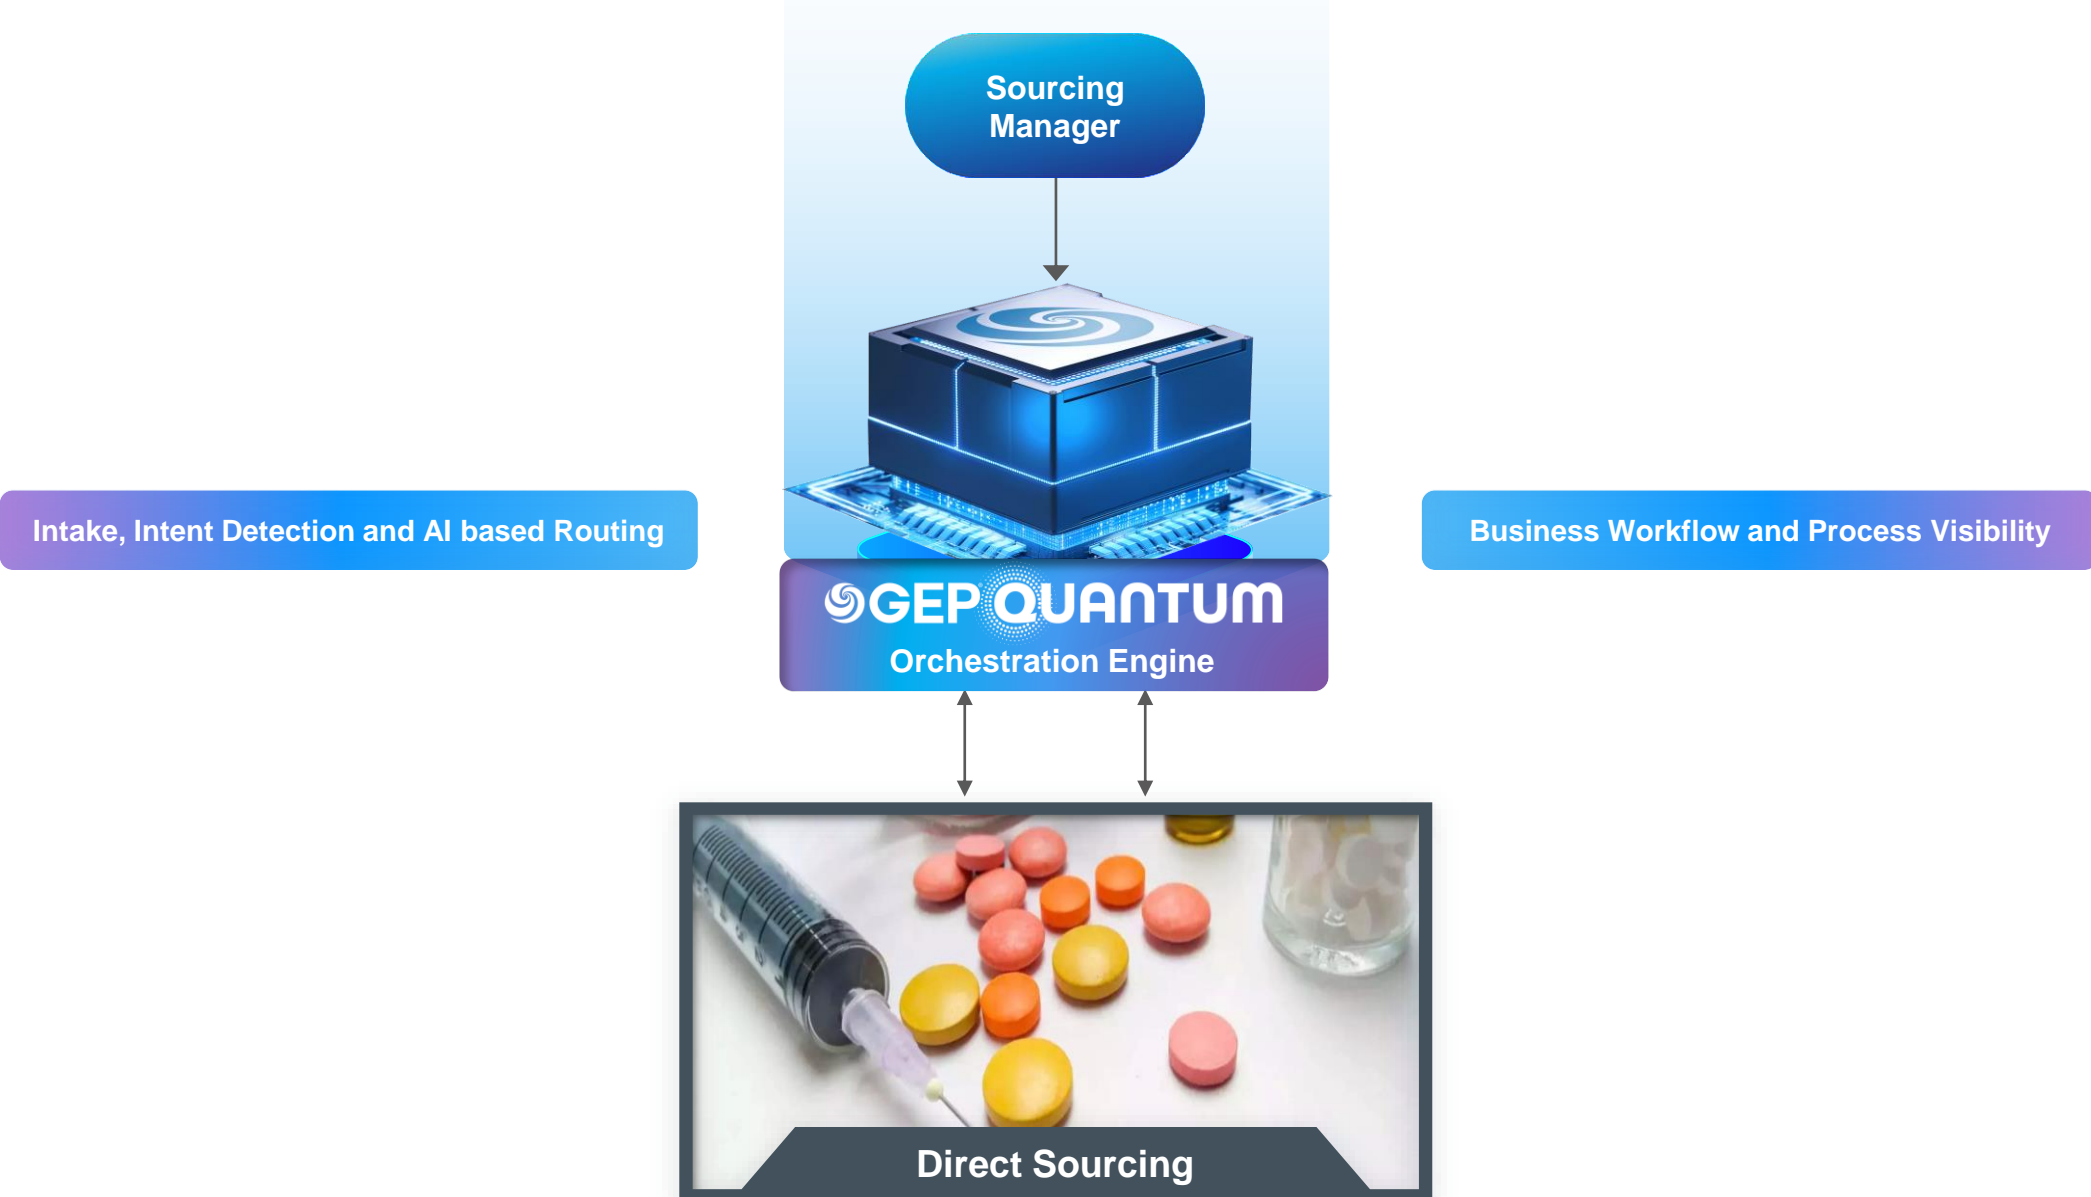 Sourcing
Manager
Intake, Intent Detection and AI based Routing
Business Workflow and Process Visibility
GEP QUANTUM
Orchestration Engine
Direct Sourcing